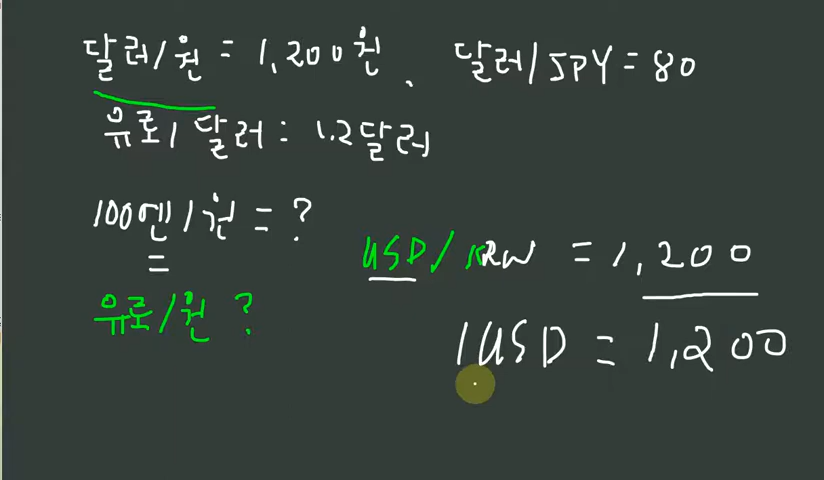 달러/원 = 1,200원, 달러/JPY = 80
유로/달러 = 1.2달러
100엔/원 = ?
유로/원 ?
USD/KRW = 1,200
1USD = 1,200